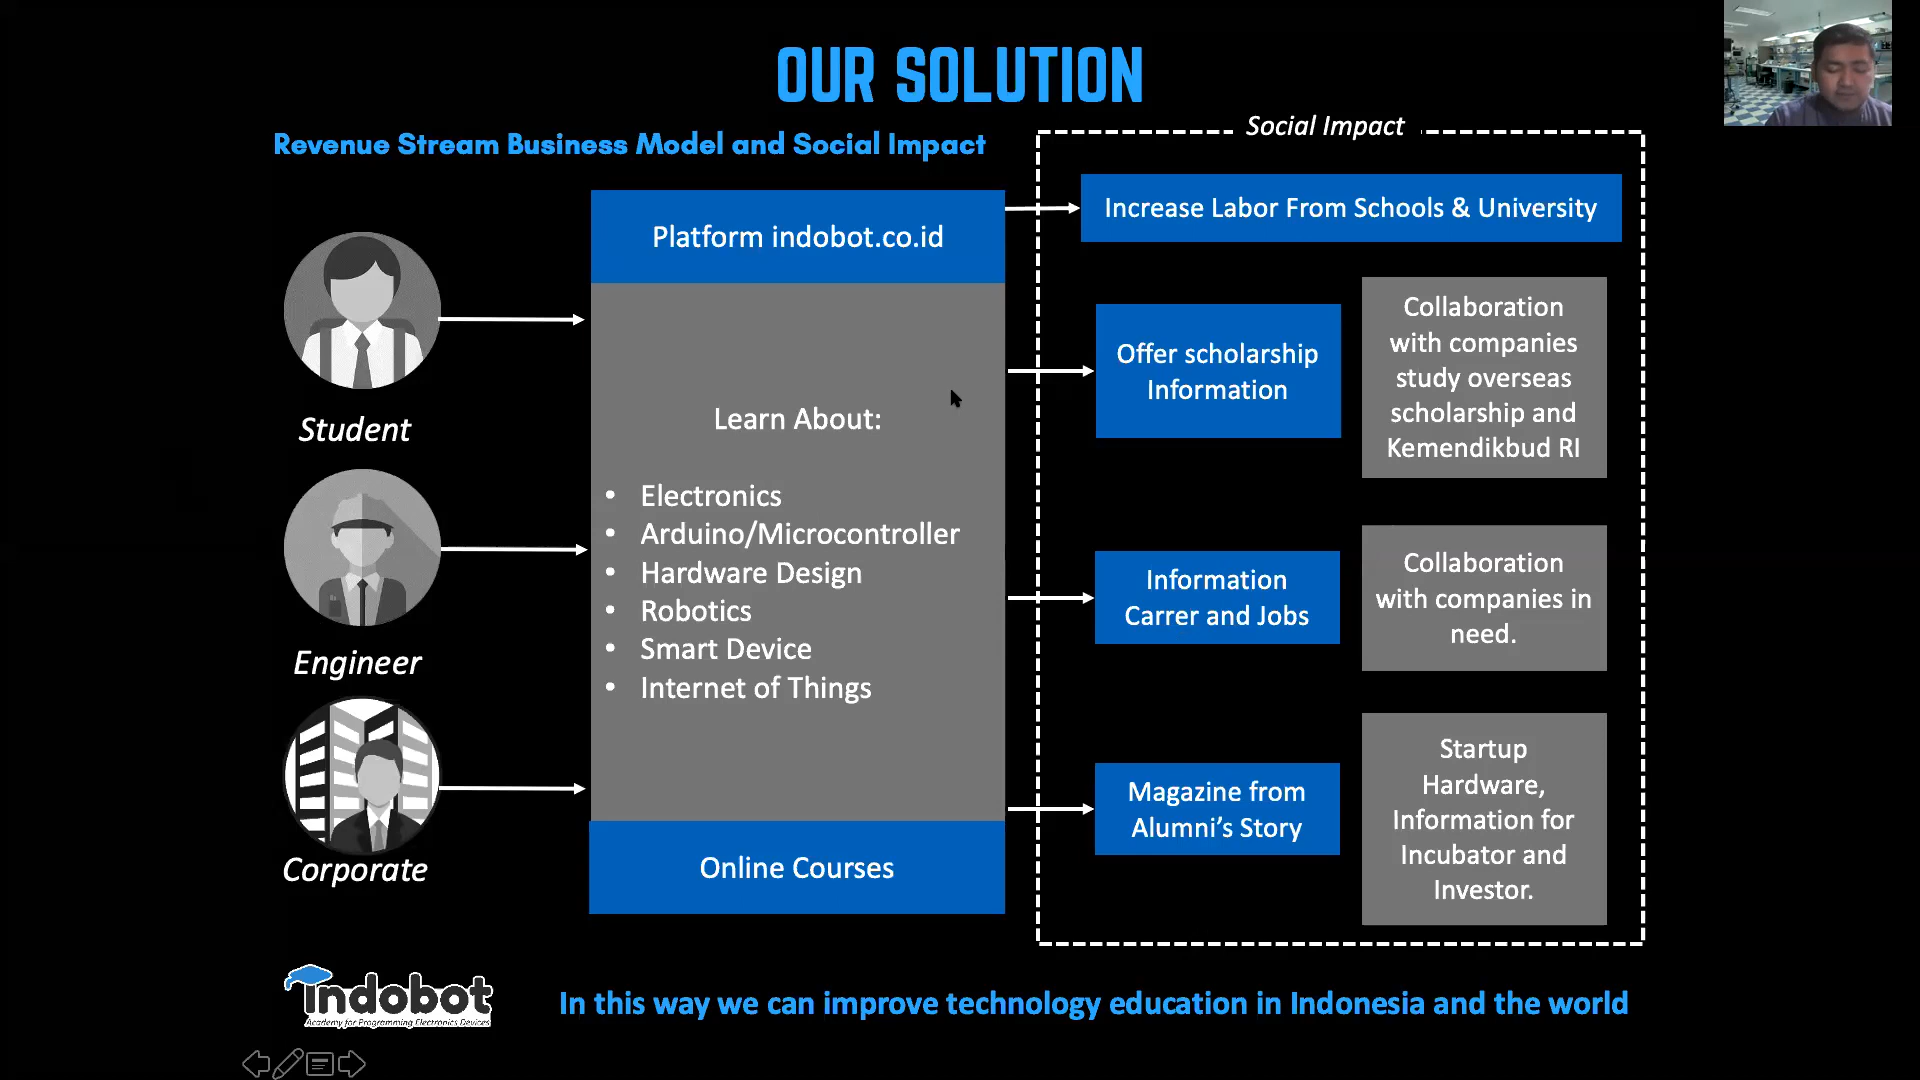 OUR SOLUTION
Revenue Stream Business Model and Social Impact
Student
Engineer
Corporate
Platform indobot.co.id
Learn About:
• Electronics
• Arduino/Microcontroller
• Hardware Design
• Robotics
• Smart Device
• Internet of Things
Online Courses
Social Impact
Increase Labor From Schools & University
Offer scholarship
Information
Collaboration
with companies
study overseas
scholarship and
Kemendikbud RI
Information
Carrer and Jobs
Collaboration
with companies in
need.
Magazine from
Alumni's Story
Startup
Hardware,
Information for
Incubator and
Investor.
Indobot
Academy for Programming Electronics Devices
In this way we can improve technology education in Indonesia and the world